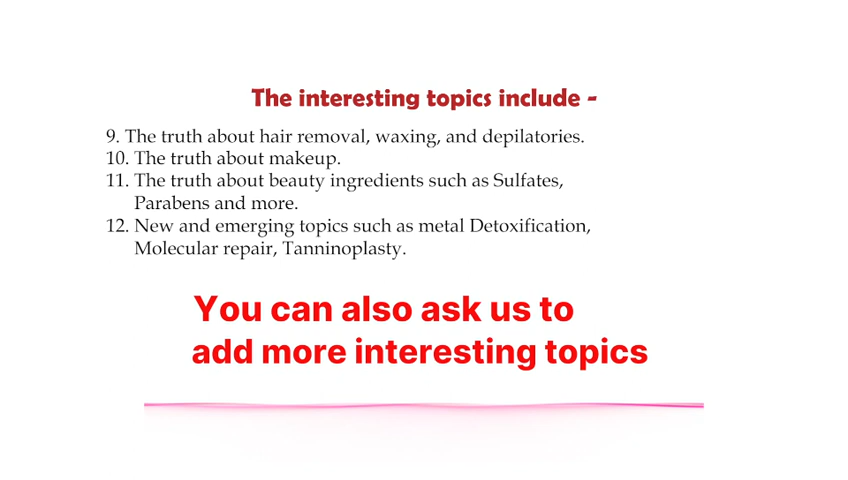 The interesting topics include -
9. The truth about hair removal, waxing, and depilatories.
10. The truth about makeup.
11. The truth about beauty ingredients such as Sulfates,
Parabens and more.
12. New and emerging topics such as metal Detoxification,
Molecular repair, Tanninoplasty.
You can also ask us to
add more interesting topics